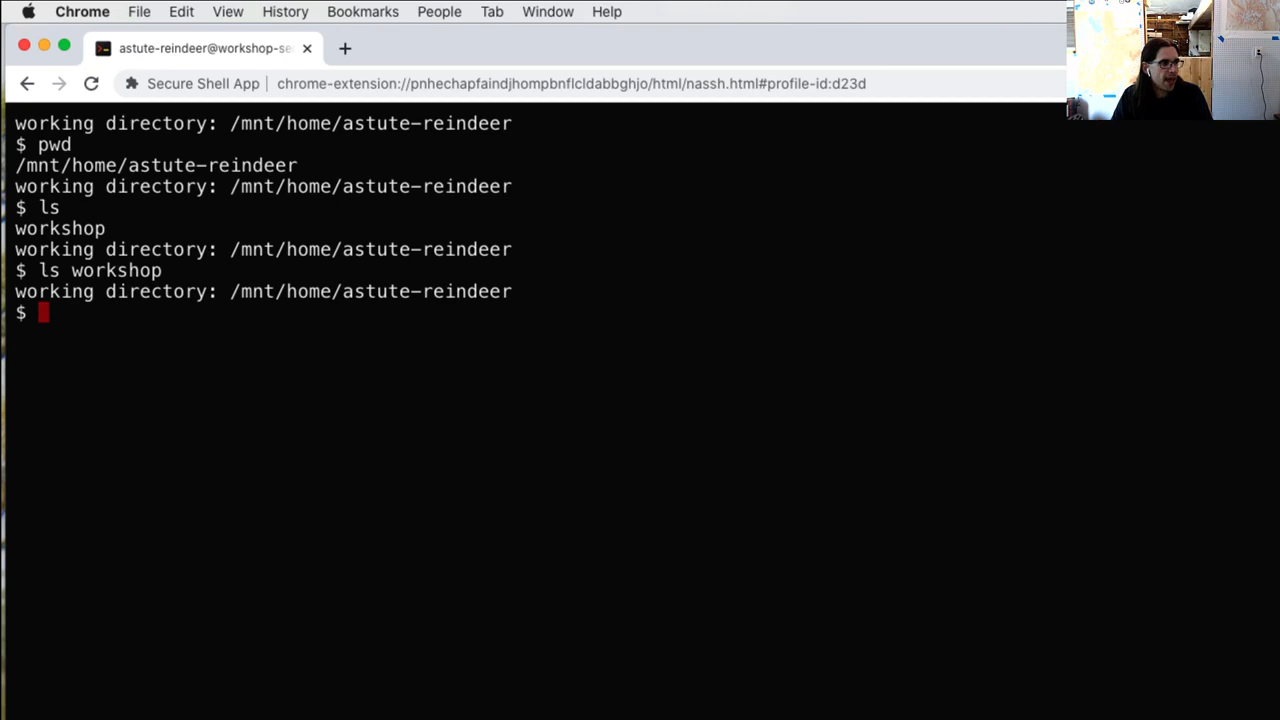 Chrome File Edit View History Bookmarks People Tab Window Help
astute-reindeer@workshop-se
Secure Shell App chrome-extension://pnhechapfaindjhompbnflcldabbghjo/html/nassh.html#profile-id:d23d
working directory: /mnt/home/astute-reindeer
$ pwd
/mnt/home/astute-reindeer
working directory: /mnt/home/astute-reindeer
$ ls
workshop
working directory: /mnt/home/astute-reindeer
$ ls workshop
working directory: /mnt/home/astute-reindeer
$